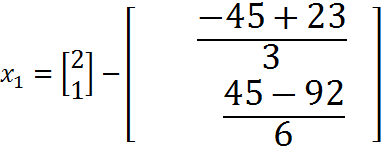 x₁ = [2 1] − [(−45 + 23)/3 (45 − 92)/6]